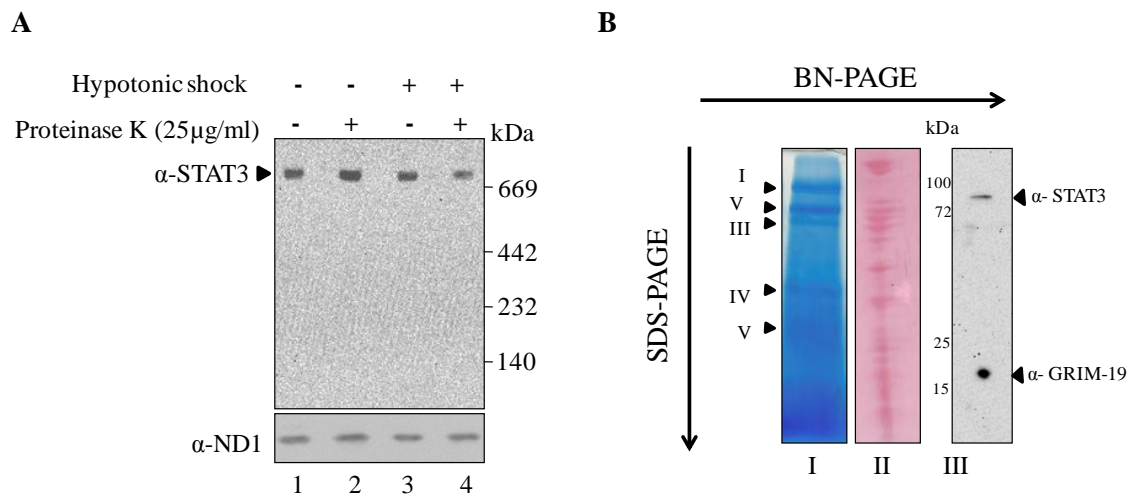 A
Hypotonic shock - - + +
Proteinase K (25µg/ml) - + - + kDa
α-STAT3
669
442
232
140
α-ND1
1 2 3 4
B
BN-PAGE
SDS-PAGE
I
V
III
IV
V
kDa
100
72
25
15
α- STAT3
α- GRIM-19
I II III